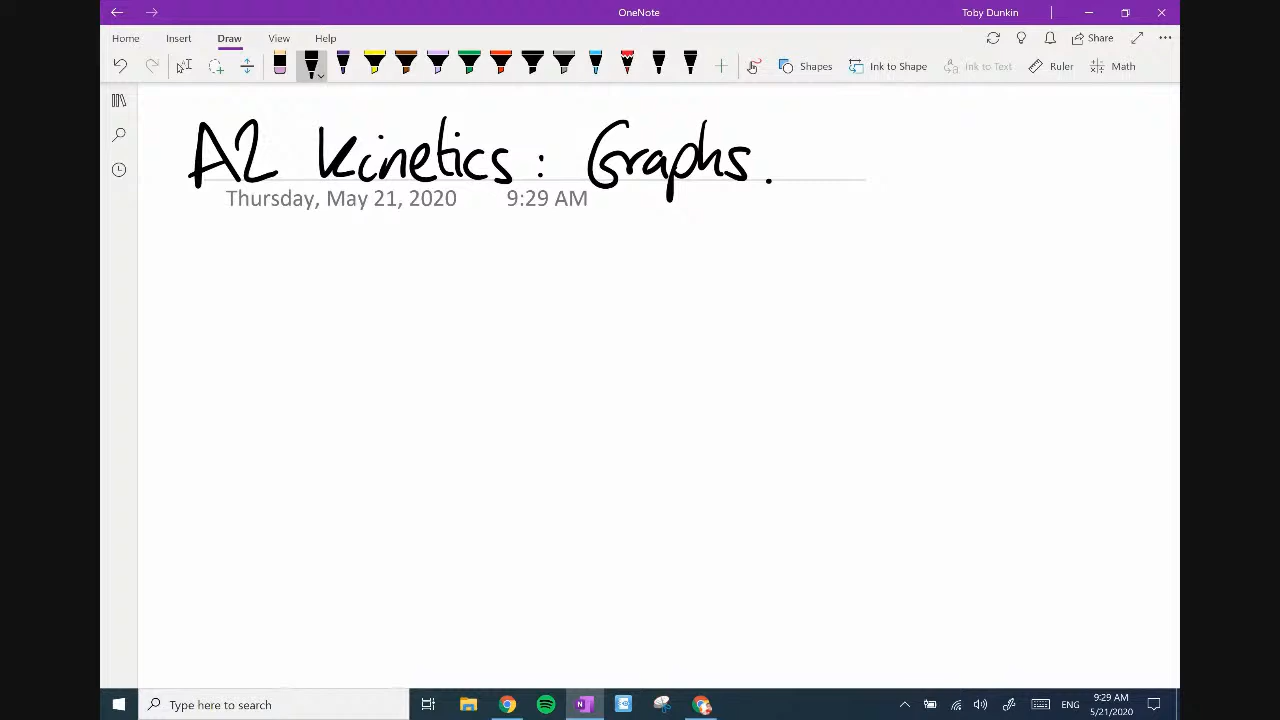 OneNote
Toby Dunkin
Home Insert Draw View Help
Share
Shapes Ink to Shape Ink to Text Ruler Math
A2 Kinetics: Graphs.
Thursday, May 21, 2020 9:29 AM
Type here to search
ENG
9:29 AM
5/21/2020